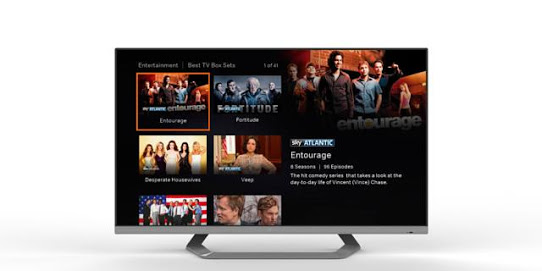 Entertainment | Best TV Box Sets 1 of 41
entourage
Entourage
FORTITUDE
Fortitude
Desperate Housewives
sky ATLANTIC
Veep
entourage
sky ATLANTIC
Entourage
8 Seasons | 96 Episodes
The hit comedy series that takes a look at the
day-to-day life of Vincent (Vince) Chase.